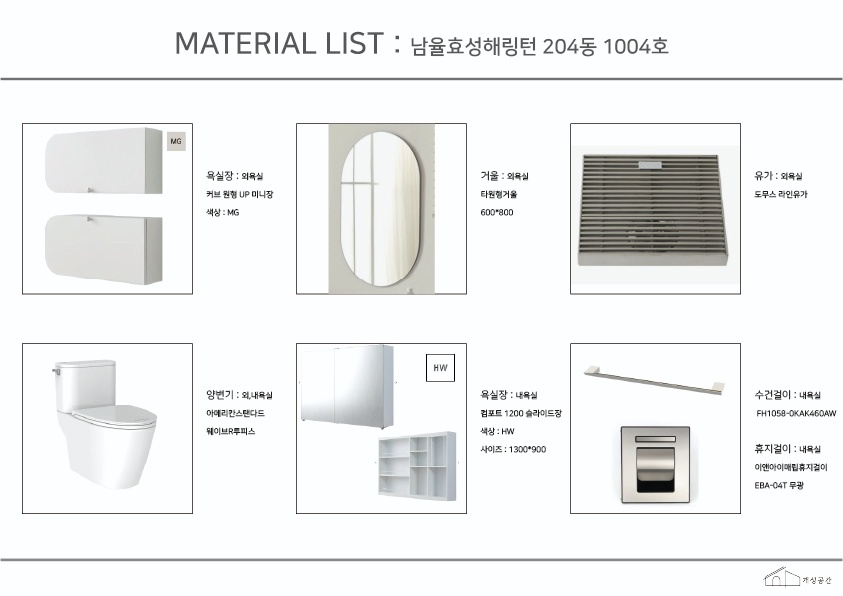 MATERIAL LIST : 남율효성해링턴 204동 1004호
MG
욕실장 : 외욕실
커브 원형 UP 미니장
색상 : MG
거울 : 외욕실
타원형거울
600*800
유가 : 외욕실
도무스 라인유가
양변기 : 외,내욕실
아메리칸스탠다드
웨이브R투피스
HW
욕실장 : 내욕실
컴포트 1200 슬라이드장
색상 : HW
사이즈 : 1300*900
수건걸이 : 내욕실
FH1058-0KAK460AW
휴지걸이 : 내욕실
이앤아이매립휴지걸이
EBA-04T 무광
개성공간